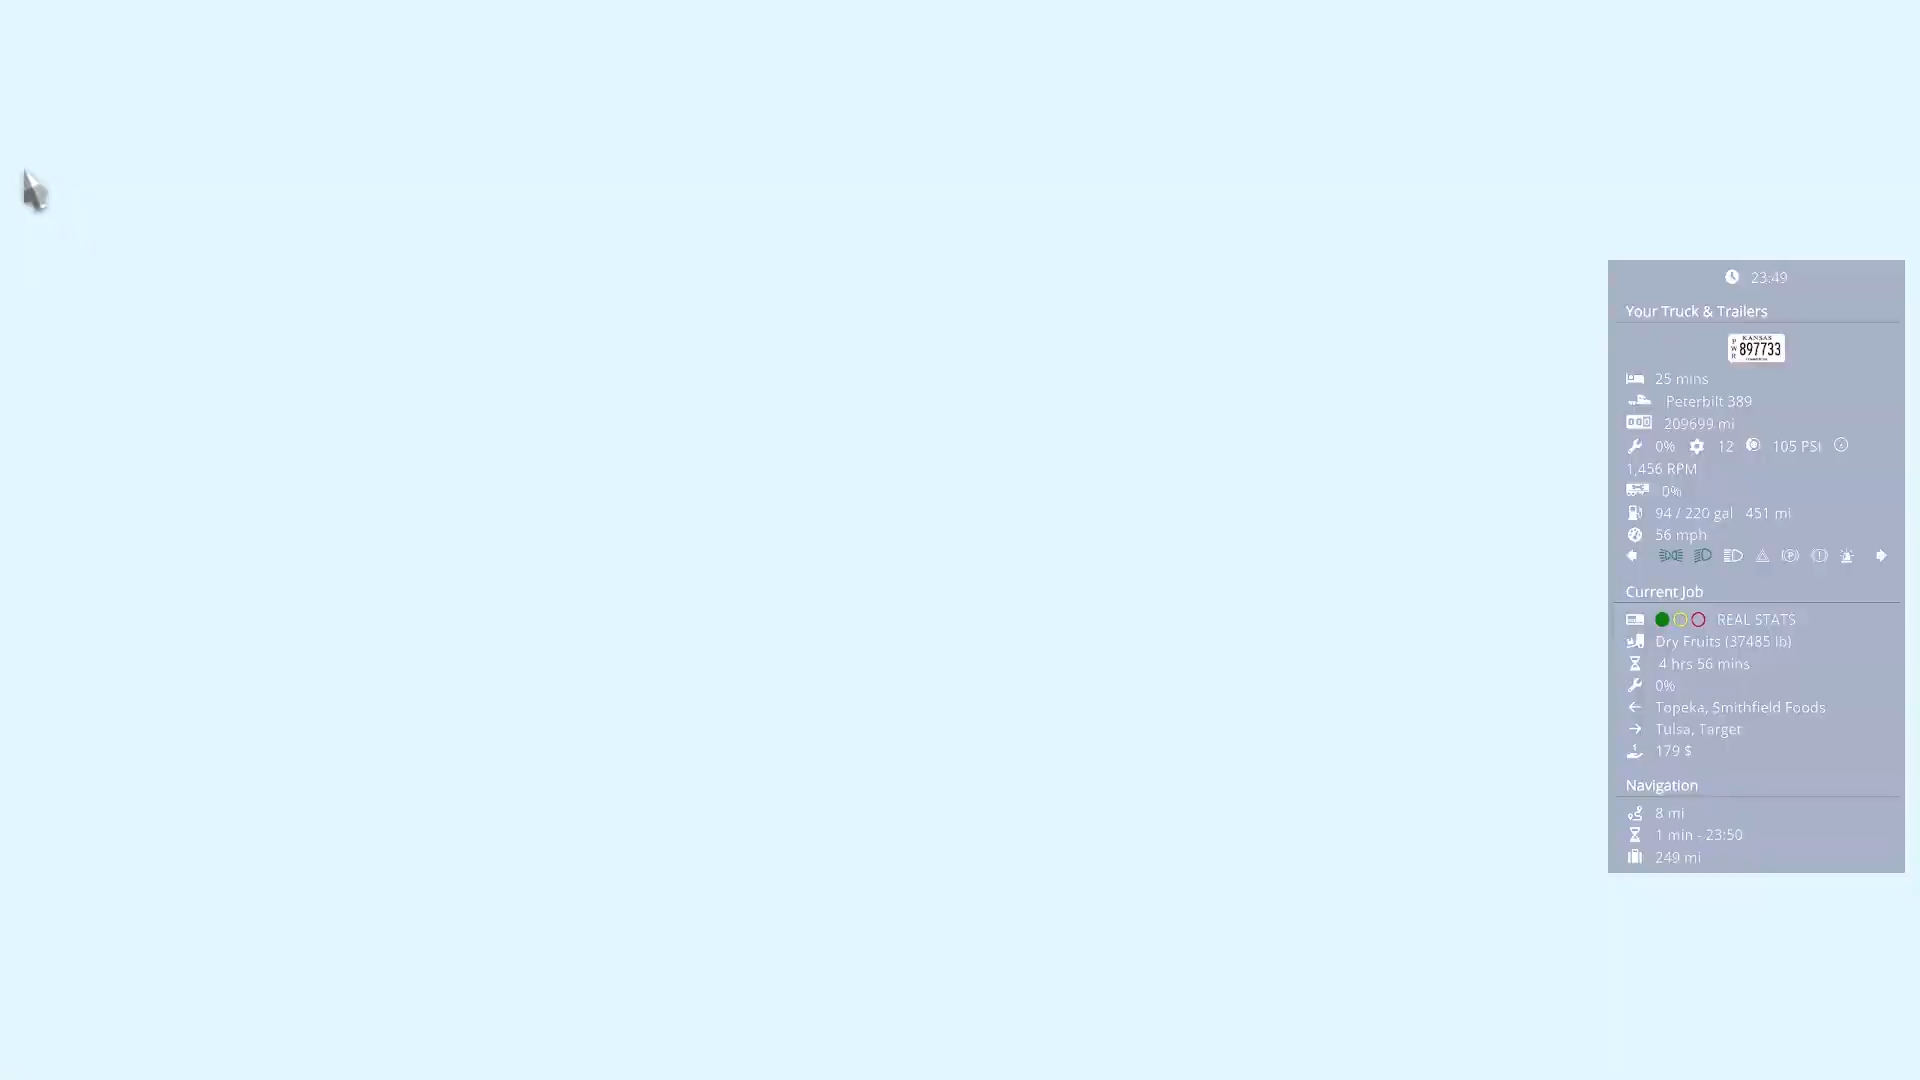 23:49
Your Truck & Trailers
KANSAS
PWR
897733
25 mins
Peterbilt 389
209699 mi
0% 12 105 PSI
1,456 RPM
0%
94 / 220 gal 451 mi
56 mph
Current Job
REAL STATS
Dry Fruits (37485 lb)
4 hrs 56 mins
0%
Topeka, Smithfield Foods
Tulsa, Target
179 $
Navigation
8 mi
1 min - 23:50
249 mi